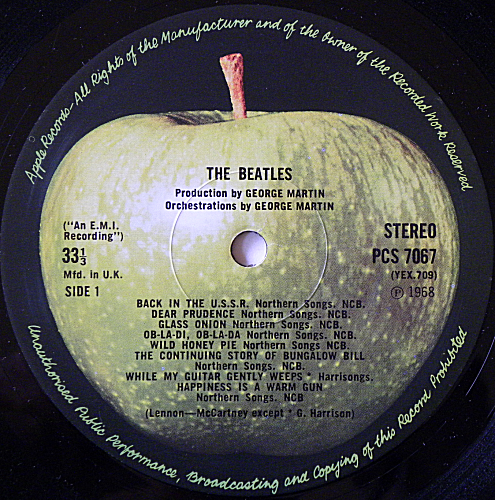 Apple Records-All Rights of the Manufacturer and of the Owner of the Recorded Work Reserved
THE BEATLES
Production by GEORGE MARTIN
Orchestrations by GEORGE MARTIN
("An E.M.I.
Recording")
33⅓
Mfd. in U.K.
SIDE 1
STEREO
PCS 7067
(YEX.709)
Ⓟ 1968
BACK IN THE U.S.S.R. Northern Songs. NCB.
DEAR PRUDENCE Northern Songs. NCB.
GLASS ONION Northern Songs. NCB.
OB-LA-DI, OB-LA-DA Northern Songs. NCB.
WILD HONEY PIE Northern Songs. NCB.
THE CONTINUING STORY OF BUNGALOW BILL
Northern Songs. NCB.
WHILE MY GUITAR GENTLY WEEPS * Harrisongs.
HAPPINESS IS A WARM GUN
Northern Songs. NCB
(Lennon—McCartney except * G. Harrison)
Unauthorised Public Performance, Broadcasting and Copying of this Record Prohibited